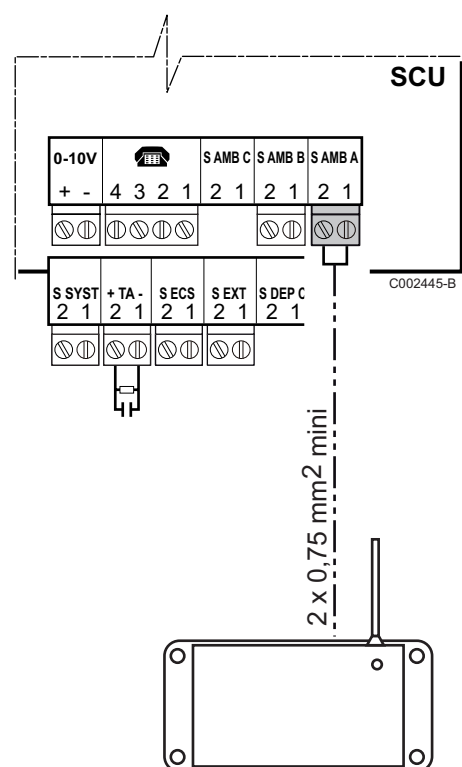 SCU
0-10V S AMB C S AMB B S AMB A
+ - 4 3 2 1 2 1 2 1 2 1
C002445-B
S SYST + TA - S ECS S EXT S DEP C
2 1 2 1 2 1 2 1 2 1
2 x 0,75 mm2 mini